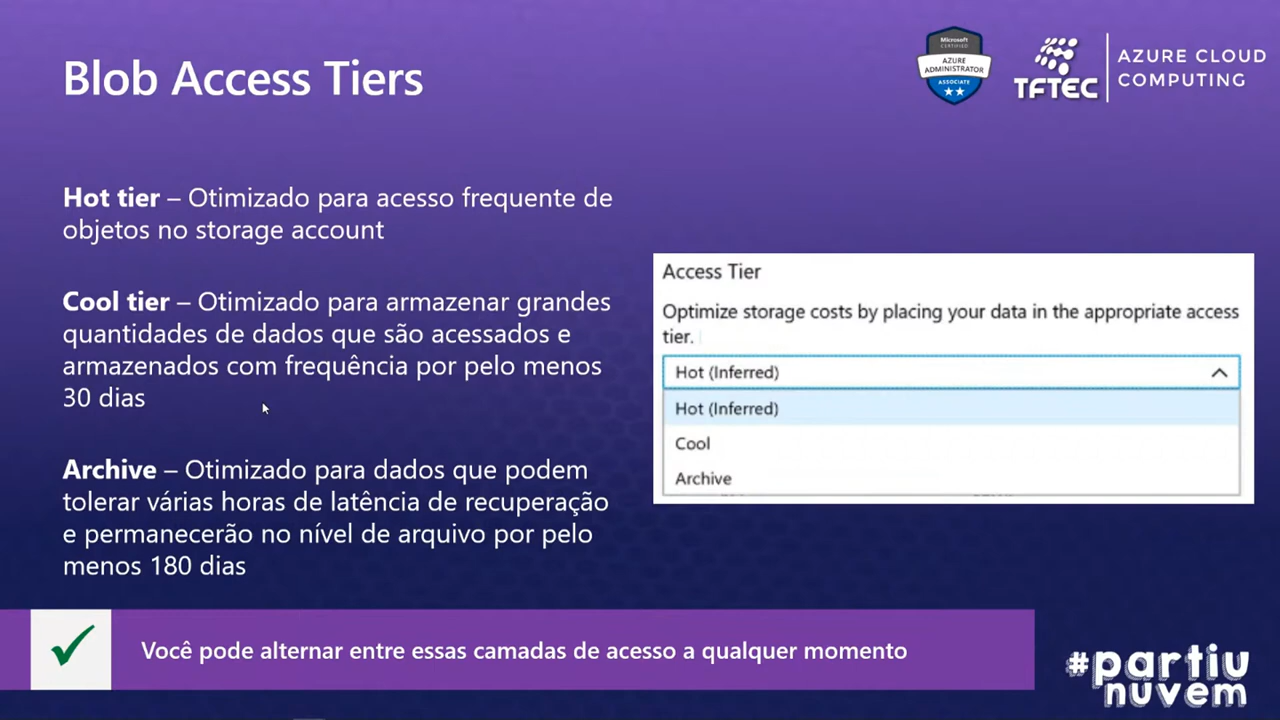 Blob Access Tiers
Microsoft
CERTIFIED
AZURE
ADMINISTRATOR
ASSOCIATE
TFTEC
AZURE CLOUD
COMPUTING
Hot tier – Otimizado para acesso frequente de
objetos no storage account
Cool tier – Otimizado para armazenar grandes
quantidades de dados que são acessados e
armazenados com frequência por pelo menos
30 dias
Archive – Otimizado para dados que podem
tolerar várias horas de latência de recuperação
e permanecerão no nível de arquivo por pelo
menos 180 dias
Access Tier
Optimize storage costs by placing your data in the appropriate access
tier.
Hot (Inferred)
Hot (Inferred)
Cool
Archive
Você pode alternar entre essas camadas de acesso a qualquer momento
#partiu
nuvem